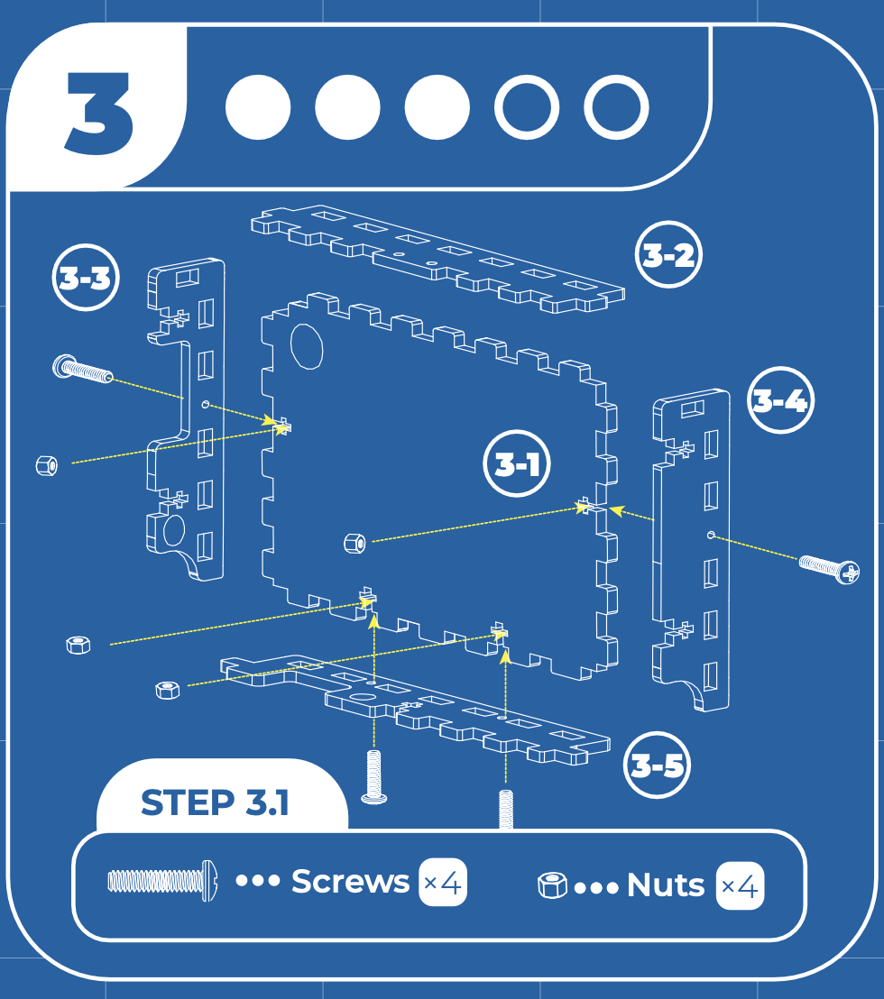 3
3-2
3-3
3-4
3-1
3-5
STEP 3.1
••• Screws ×4
••• Nuts ×4